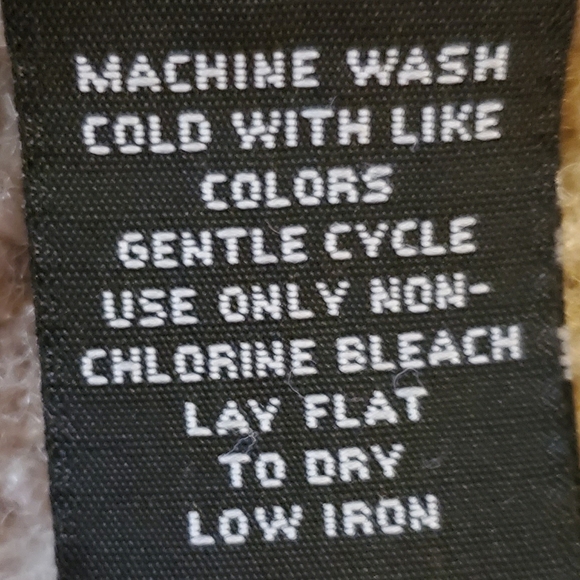 MACHINE WASH
COLD WITH LIKE
COLORS
GENTLE CYCLE
USE ONLY NON-
CHLORINE BLEACH
LAY FLAT
TO DRY
LOW IRON